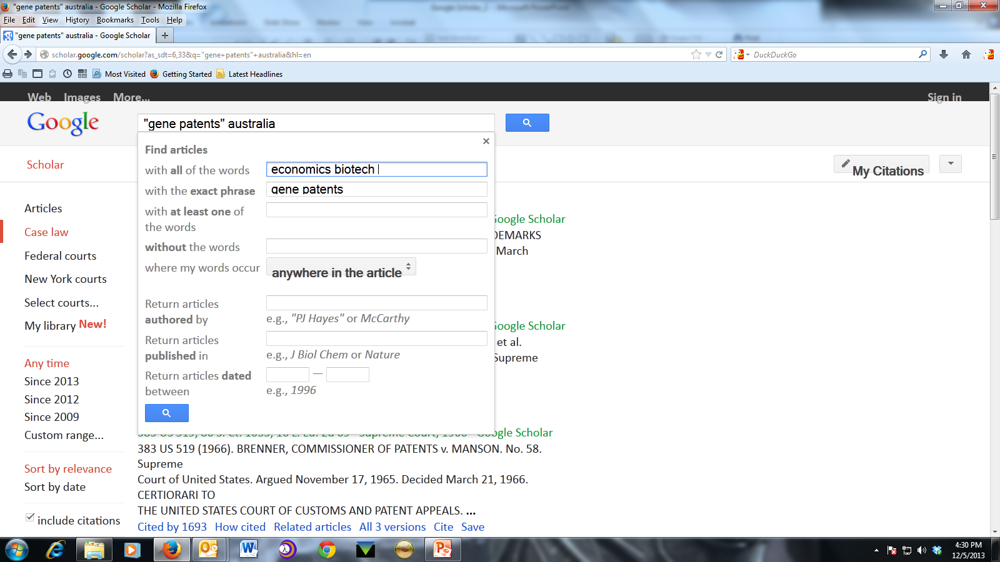 "gene patents" australia - Google Scholar - Mozilla Firefox
File Edit View History Bookmarks Tools Help
"gene patents" australia - Google Scholar
scholar.google.com/scholar?as_sdt=6,33&q="gene+patents"+australia&hl=en
DuckDuckGo
Most Visited Getting Started Latest Headlines
Web Images More... Sign in
Google
"gene patents" australia
Scholar
My Citations
Find articles
with all of the words economics biotech
with the exact phrase gene patents
with at least one of
the words
without the words
where my words occur anywhere in the article
Return articles
authored by
e.g., "PJ Hayes" or McCarthy
Return articles
published in
e.g., J Biol Chem or Nature
Return articles dated —
between
e.g., 1996
Articles
Case law
Federal courts
New York courts
Select courts...
My library New!
Any time
Since 2013
Since 2012
Since 2009
Custom range...
Sort by relevance
Sort by date
include citations
Google Scholar
DEMARKS
March
Google Scholar
et al.
Supreme
Google Scholar
383 US 519 (1966). BRENNER, COMMISSIONER OF PATENTS v. MANSON. No. 58.
Supreme
Court of United States. Argued November 17, 1965. Decided March 21, 1966.
CERTIORARI TO
THE UNITED STATES COURT OF CUSTOMS AND PATENT APPEALS. ...
Cited by 1693 How cited Related articles All 3 versions Cite Save
4:30 PM
12/5/2013